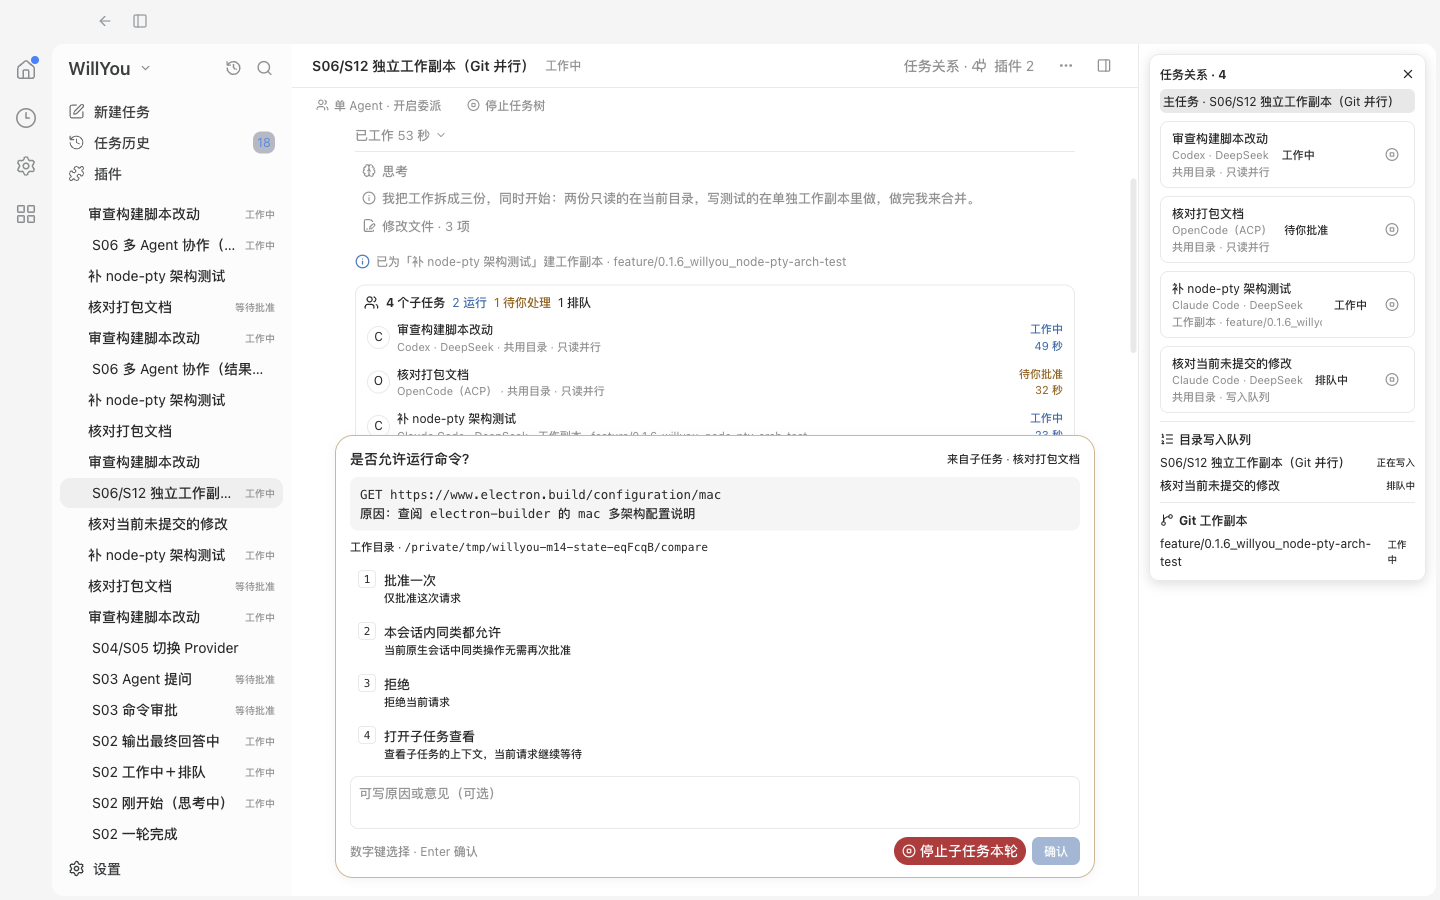 WillYou
新建任务
任务历史
18
插件
审查构建脚本改动 工作中
S06 多 Agent 协作（... 工作中
补 node-pty 架构测试
核对打包文档 等待批准
审查构建脚本改动 工作中
S06 多 Agent 协作（结果...
补 node-pty 架构测试
核对打包文档
审查构建脚本改动
S06/S12 独立工作副... 工作中
核对当前未提交的修改
补 node-pty 架构测试 工作中
核对打包文档 等待批准
审查构建脚本改动 工作中
S04/S05 切换 Provider
S03 Agent 提问 等待批准
S03 命令审批 等待批准
S02 输出最终回答中 工作中
S02 工作中＋排队 工作中
S02 刚开始（思考中） 工作中
S02 一轮完成
设置
S06/S12 独立工作副本（Git 并行） 工作中
任务关系 · 4 插件 2
单 Agent · 开启委派 停止任务树
已工作 53 秒
思考
我把工作拆成三份，同时开始：两份只读的在当前目录，写测试的在单独工作副本里做，做完我来合并。
修改文件 · 3 项
已为「补 node-pty 架构测试」建工作副本 · feature/0.1.6_willyou_node-pty-arch-test
4 个子任务 2 运行 1 待你处理 1 排队
C 审查构建脚本改动 工作中
Codex · DeepSeek · 共用目录 · 只读并行 49 秒
O 核对打包文档 待你批准
OpenCode（ACP） · 共用目录 · 只读并行 32 秒
C 补 node-pty 架构测试 工作中
Claude Code · DeepSeek · 工作副本 · feature/0.1.6_willyou_node-pty-arch-test 23 秒
是否允许运行命令? 来自子任务 · 核对打包文档
GET https://www.electron.build/configuration/mac
原因: 查阅 electron-builder 的 mac 多架构配置说明
工作目录 · /private/tmp/willyou-m14-state-eqFcqB/compare
1 批准一次
仅批准这次请求
2 本会话内同类都允许
当前原生会话中同类操作无需再次批准
3 拒绝
拒绝当前请求
4 打开子任务查看
查看子任务的上下文，当前请求继续等待
可写原因或意见（可选）
数字键选择 · Enter 确认 停止子任务本轮 确认
任务关系 · 4
主任务 · S06/S12 独立工作副本（Git 并行）
审查构建脚本改动
Codex · DeepSeek 工作中
共用目录 · 只读并行
核对打包文档
OpenCode（ACP） 待你批准
共用目录 · 只读并行
补 node-pty 架构测试
Claude Code · DeepSeek 工作中
工作副本 · feature/0.1.6_willy
核对当前未提交的修改
Claude Code · DeepSeek 排队中
共用目录 · 写入队列
目录写入队列
S06/S12 独立工作副本（Git 并行） 正在写入
核对当前未提交的修改 排队中
Git 工作副本
feature/0.1.6_willyou_node-pty-arch- 工作
test 中